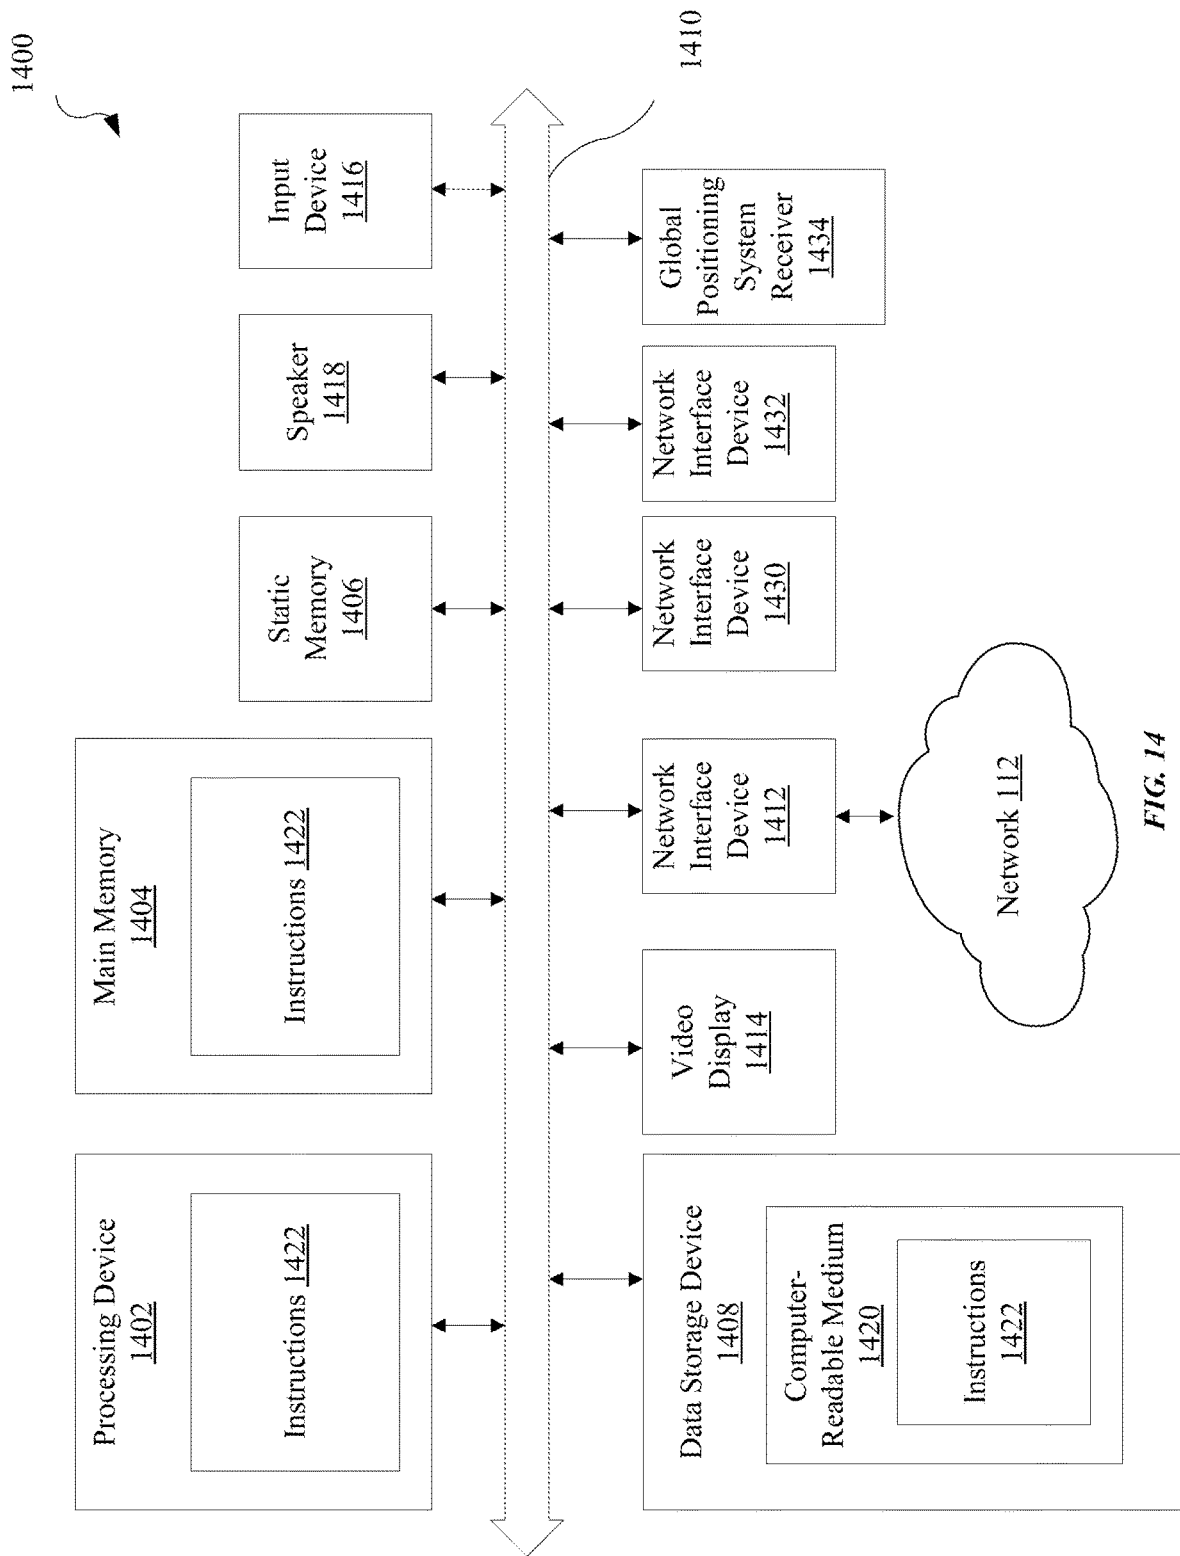 1400
Processing Device
1402
Instructions 1422
Main Memory
1404
Instructions 1422
Static
Memory
1406
Speaker
1418
Input
Device
1416
1410
Data Storage Device
1408
Computer-
Readable Medium
1420
Instructions
1422
Video
Display
1414
Network
Interface
Device
1412
Network
Interface
Device
1430
Network
Interface
Device
1432
Global
Positioning
System
Receiver
1434
Network 112
FIG. 14